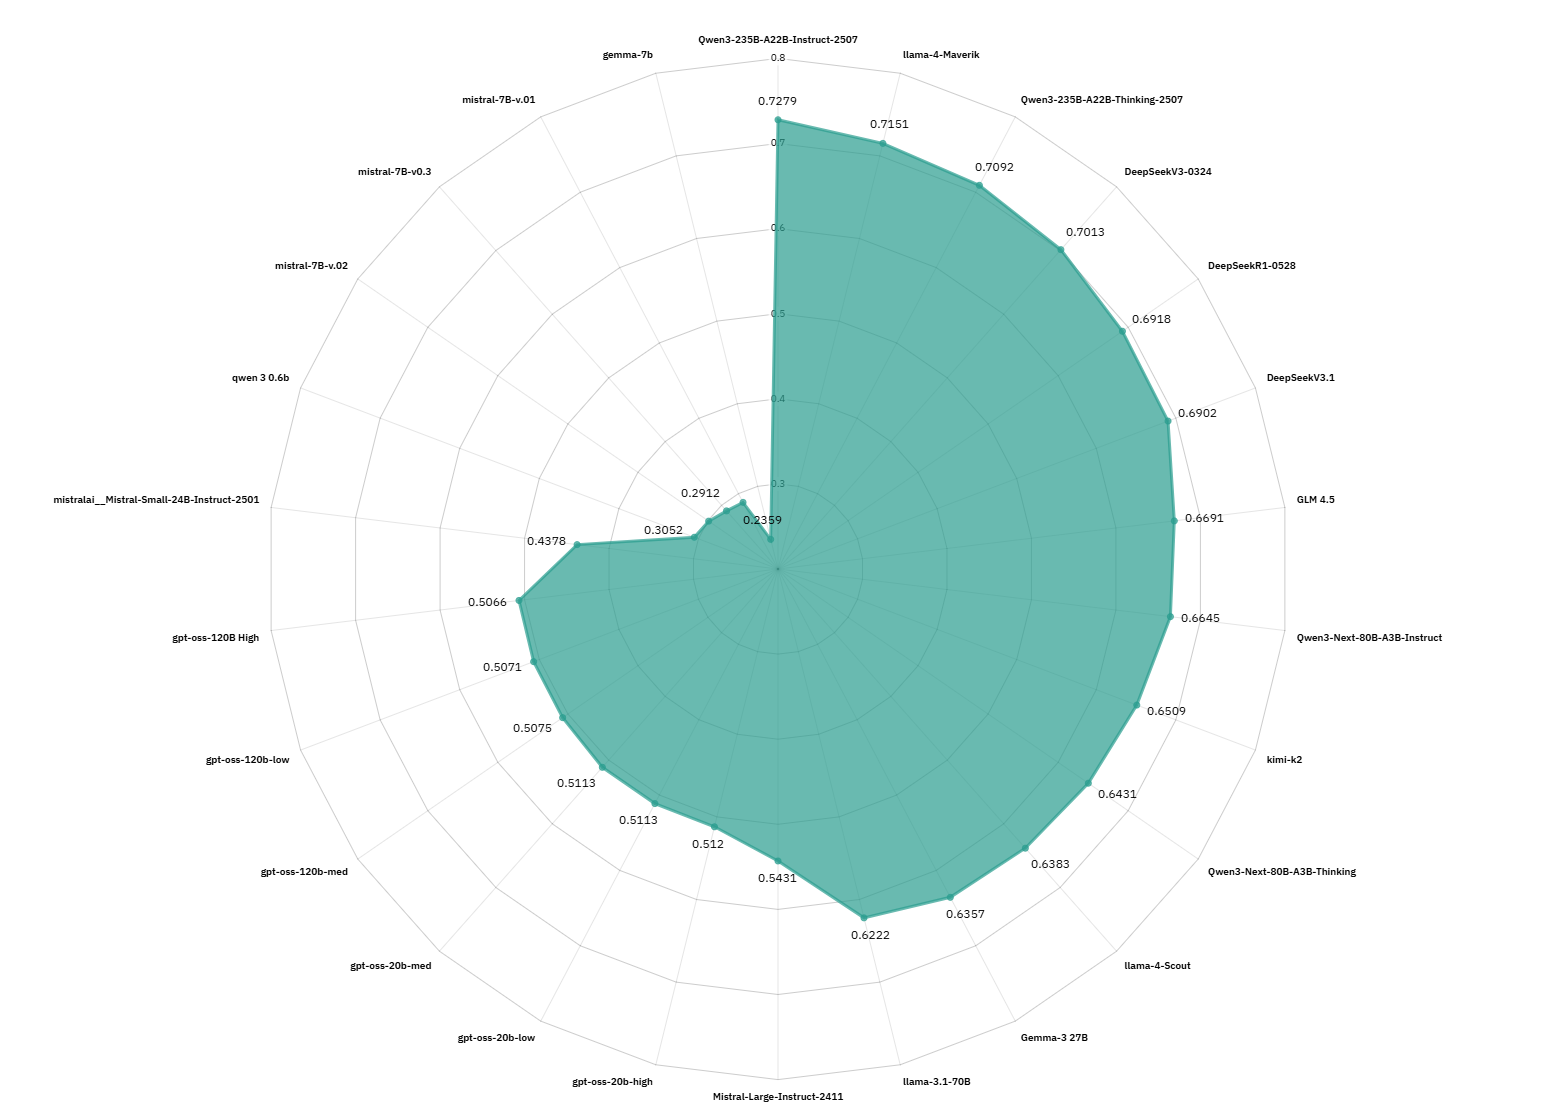 Qwen3-235B-A22B-Instruct-2507
gemma-7b
llama-4-Maverik
0.8
mistral-7B-v.01
0.7279
Qwen3-235B-A22B-Thinking-2507
0.7151
0.7
mistral-7B-v0.3
0.7092
DeepSeekV3-0324
0.6
0.7013
mistral-7B-v.02
DeepSeekR1-0528
0.5
0.6918
qwen 3 0.6b
DeepSeekV3.1
0.4
0.6902
0.3
0.2912
mistralai__Mistral-Small-24B-Instruct-2501
GLM 4.5
0.2359
0.6691
0.3052
0.4378
0.5066
0.6645
gpt-oss-120B High
Qwen3-Next-80B-A3B-Instruct
0.5071
0.6509
0.5075
gpt-oss-120b-low
kimi-k2
0.5113
0.6431
0.5113
0.512
0.5431
0.6383
gpt-oss-120b-med
Qwen3-Next-80B-A3B-Thinking
0.6357
0.6222
gpt-oss-20b-med
llama-4-Scout
gpt-oss-20b-low
Gemma-3 27B
gpt-oss-20b-high
llama-3.1-70B
Mistral-Large-Instruct-2411